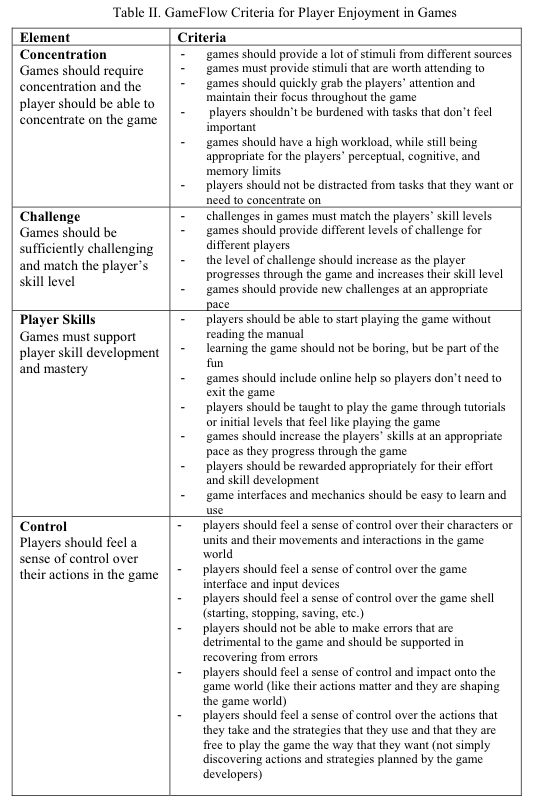 Table II. GameFlow Criteria for Player Enjoyment in Games
Element
Criteria
Concentration
Games should require
concentration and the
player should be able to
concentrate on the game
- games should provide a lot of stimuli from different sources
- games must provide stimuli that are worth attending to
- games should quickly grab the players' attention and
maintain their focus throughout the game
- players shouldn't be burdened with tasks that don't feel
important
- games should have a high workload, while still being
appropriate for the players' perceptual, cognitive, and
memory limits
- players should not be distracted from tasks that they want or
need to concentrate on
Challenge
Games should be
sufficiently challenging
and match the player's
skill level
- challenges in games must match the players' skill levels
- games should provide different levels of challenge for
different players
- the level of challenge should increase as the player
progresses through the game and increases their skill level
- games should provide new challenges at an appropriate
pace
Player Skills
Games must support
player skill development
and mastery
- players should be able to start playing the game without
reading the manual
- learning the game should not be boring, but be part of the
fun
- games should include online help so players don't need to
exit the game
- players should be taught to play the game through tutorials
or initial levels that feel like playing the game
- games should increase the players' skills at an appropriate
pace as they progress through the game
- players should be rewarded appropriately for their effort
and skill development
- game interfaces and mechanics should be easy to learn and
use
Control
Players should feel a
sense of control over
their actions in the game
- players should feel a sense of control over their characters or
units and their movements and interactions in the game
world
- players should feel a sense of control over the game
interface and input devices
- players should feel a sense of control over the game shell
(starting, stopping, saving, etc.)
- players should not be able to make errors that are
detrimental to the game and should be supported in
recovering from errors
- players should feel a sense of control and impact onto the
game world (like their actions matter and they are shaping
the game world)
- players should feel a sense of control over the actions that
they take and the strategies that they use and that they are
free to play the game the way that they want (not simply
discovering actions and strategies planned by the game
developers)